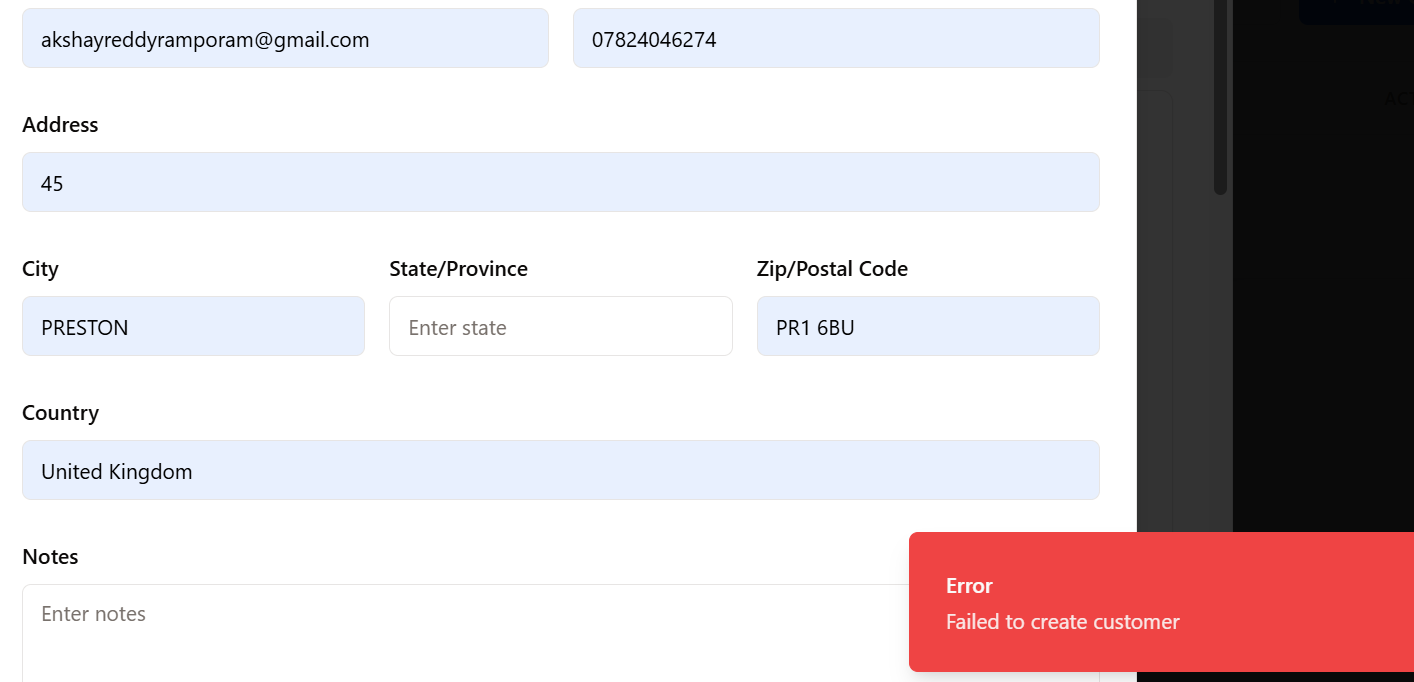 akshayreddyramporam@gmail.com 07824046274
Address
45
City State/Province Zip/Postal Code
PRESTON Enter state PR1 6BU
Country
United Kingdom
Notes
Enter notes
Error
Failed to create customer